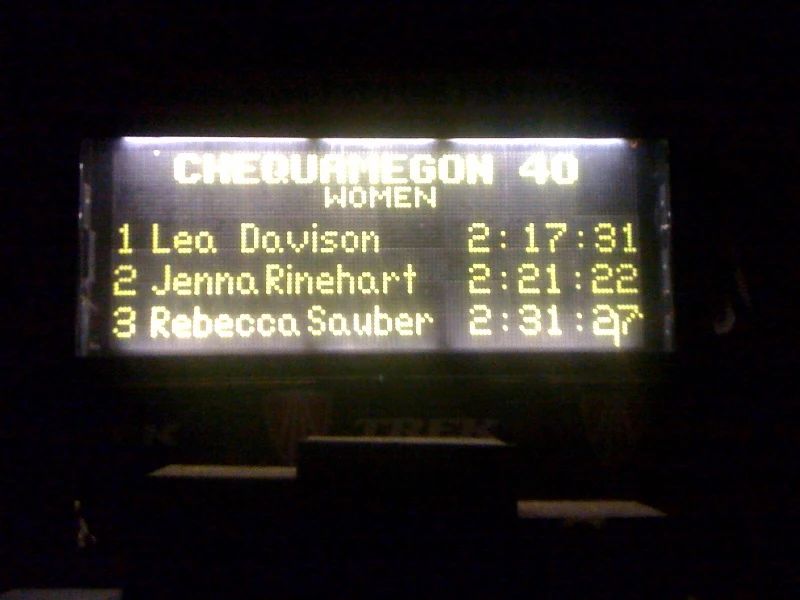 CHEQUAMEGON 40
WOMEN
1 Lea Davison 2:17:31
2 Jenna Rinehart 2:21:22
3 Rebecca Sauber 2:31:27
TREK